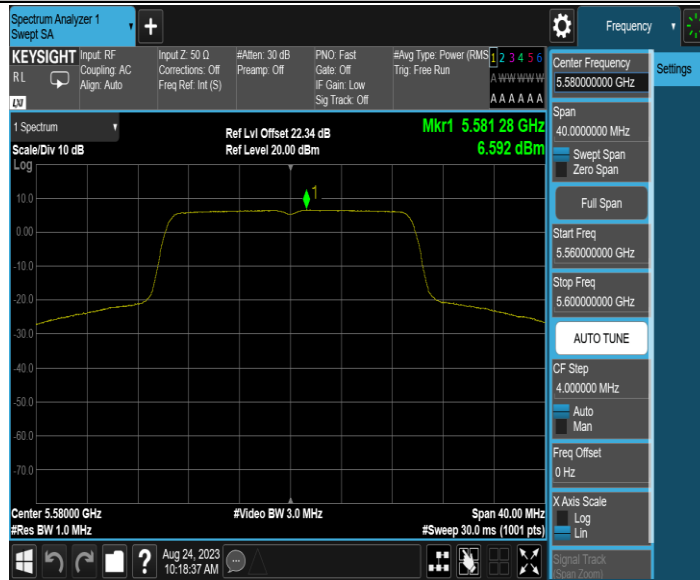 Spectrum Analyzer 1
Swept SA
+
Frequency
KEYSIGHT
RL
LXI
Input: RF
Coupling: AC
Align: Auto
Input Z: 50 Ω
Corrections: Off
Freq Ref: Int (S)
#Atten: 30 dB
Preamp: Off
PNO: Fast
Gate: Off
IF Gain: Low
Sig Track: Off
#Avg Type: Power (RMS
Trig: Free Run
1 2 3 4 5 6
A W W W W W
A A A A A A
1 Spectrum
Scale/Div 10 dB
Log
Ref Lvl Offset 22.34 dB
Ref Level 20.00 dBm
Mkr1 5.581 28 GHz
6.592 dBm
1
10.0
0.00
-10.0
-20.0
-30.0
-40.0
-50.0
-60.0
-70.0
Center 5.58000 GHz
#Res BW 1.0 MHz
#Video BW 3.0 MHz
Span 40.00 MHz
#Sweep 30.0 ms (1001 pts)
Aug 24, 2023
10:18:37 AM
?
Center Frequency
5.580000000 GHz
Settings
Span
40.0000000 MHz
Swept Span
Zero Span
Full Span
Start Freq
5.560000000 GHz
Stop Freq
5.600000000 GHz
AUTO TUNE
CF Step
4.000000 MHz
Auto
Man
Freq Offset
0 Hz
X Axis Scale
Log
Lin
Signal Track
(Span Zoom)